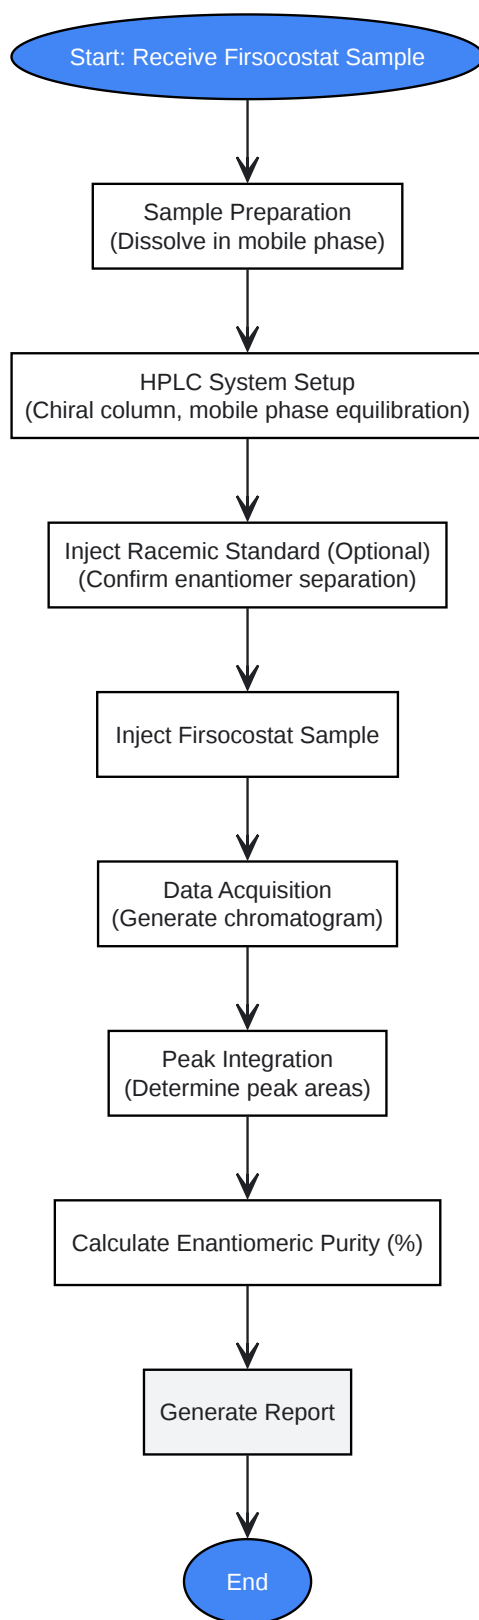 Start: Receive Firsocostat Sample
Sample Preparation
(Dissolve in mobile phase)
HPLC System Setup
(Chiral column, mobile phase equilibration)
Inject Racemic Standard (Optional)
(Confirm enantiomer separation)
Inject Firsocostat Sample
Data Acquisition
(Generate chromatogram)
Peak Integration
(Determine peak areas)
Calculate Enantiomeric Purity (%)
Generate Report
End